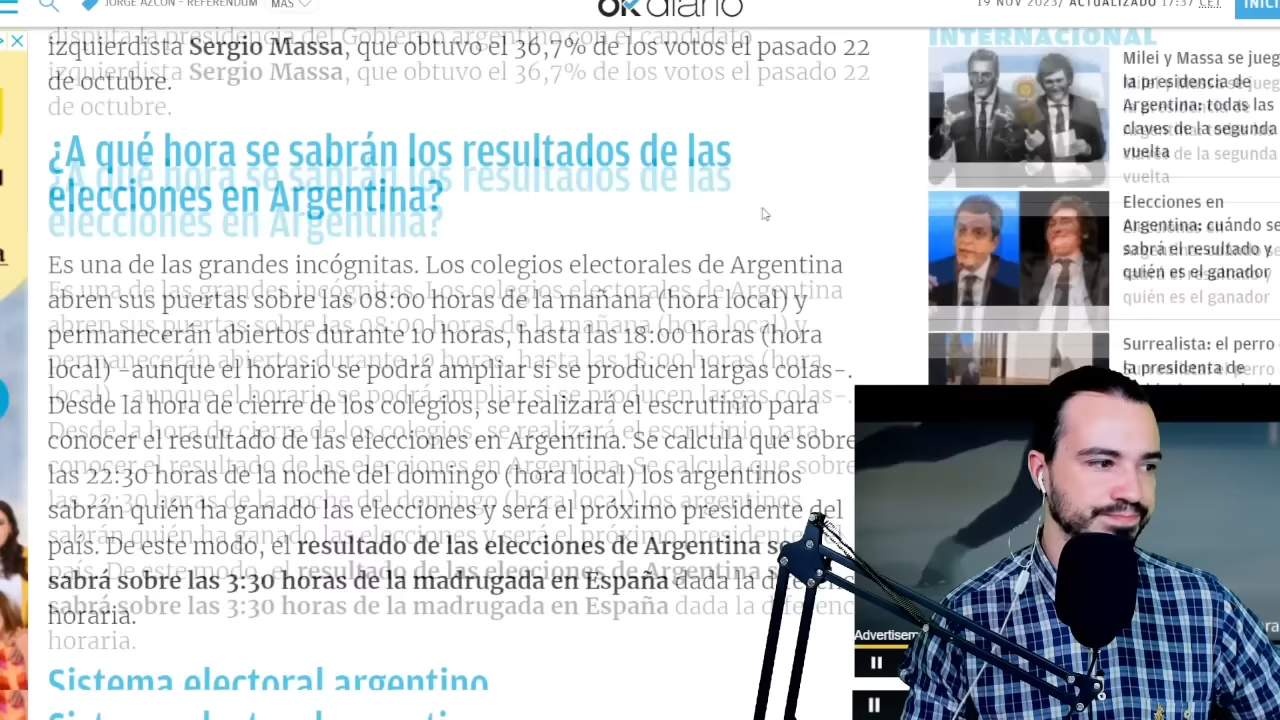 JORGE AZCÓN - REFERÉNDUM
MÁS
okdiario
19 NOV 2023/ ACTUALIZADO 17:37 CET
INICI
izquierdista Sergio Massa, que obtuvo el 36,7% de los votos el pasado 22
de octubre.
¿A qué hora se sabrán los resultados de las
elecciones en Argentina?
Es una de las grandes incógnitas. Los colegios electorales de Argentina
abren sus puertas sobre las 08:00 horas de la mañana (hora local) y
permanecerán abiertos durante 10 horas, hasta las 18:00 horas (hora
local) –aunque el horario se podrá ampliar si se producen largas colas–.
Desde la hora de cierre de los colegios, se realizará el escrutinio para
conocer el resultado de las elecciones en Argentina. Se calcula que sobre
las 22:30 horas de la noche del domingo (hora local) los argentinos
sabrán quién ha ganado las elecciones y será el próximo presidente del
país. De este modo, el resultado de las elecciones de Argentina se
sabrá sobre las 3:30 horas de la madrugada en España dada la diferenc
horaria.
Sistema electoral argentino
INTERNACIONAL
Milei y Massa se jueg
la presidencia de
Argentina: todas las
claves de la segunda
vuelta
Elecciones en
Argentina: cuándo se
sabrá el resultado y
quién es el ganador
Surrealista: el perro
la presidenta de
Advertisem